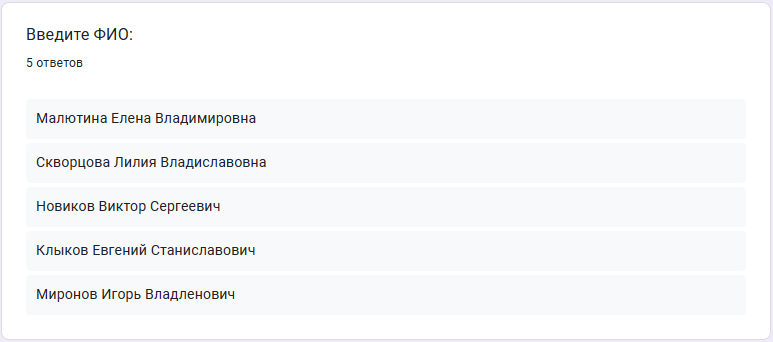 Введите ФИО:
5 ответов
Малютина Елена Владимировна
Скворцова Лилия Владиславовна
Новиков Виктор Сергеевич
Клыков Евгений Станиславович
Миронов Игорь Владленович